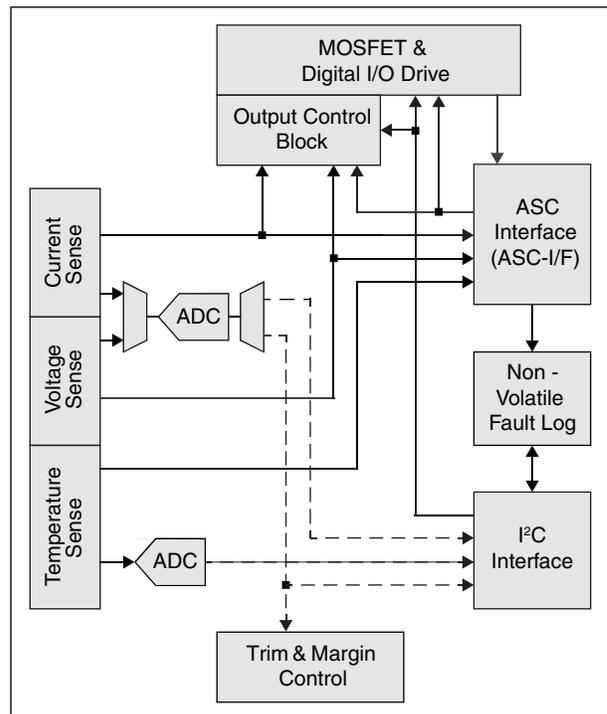 MOSFET &
Digital I/O Drive
Output Control
Block
Current
Sense
ASC
Interface
(ASC-I/F)
ADC
Voltage
Sense
Non -
Volatile
Fault Log
Temperature
Sense
ADC
I²C
Interface
Trim & Margin
Control